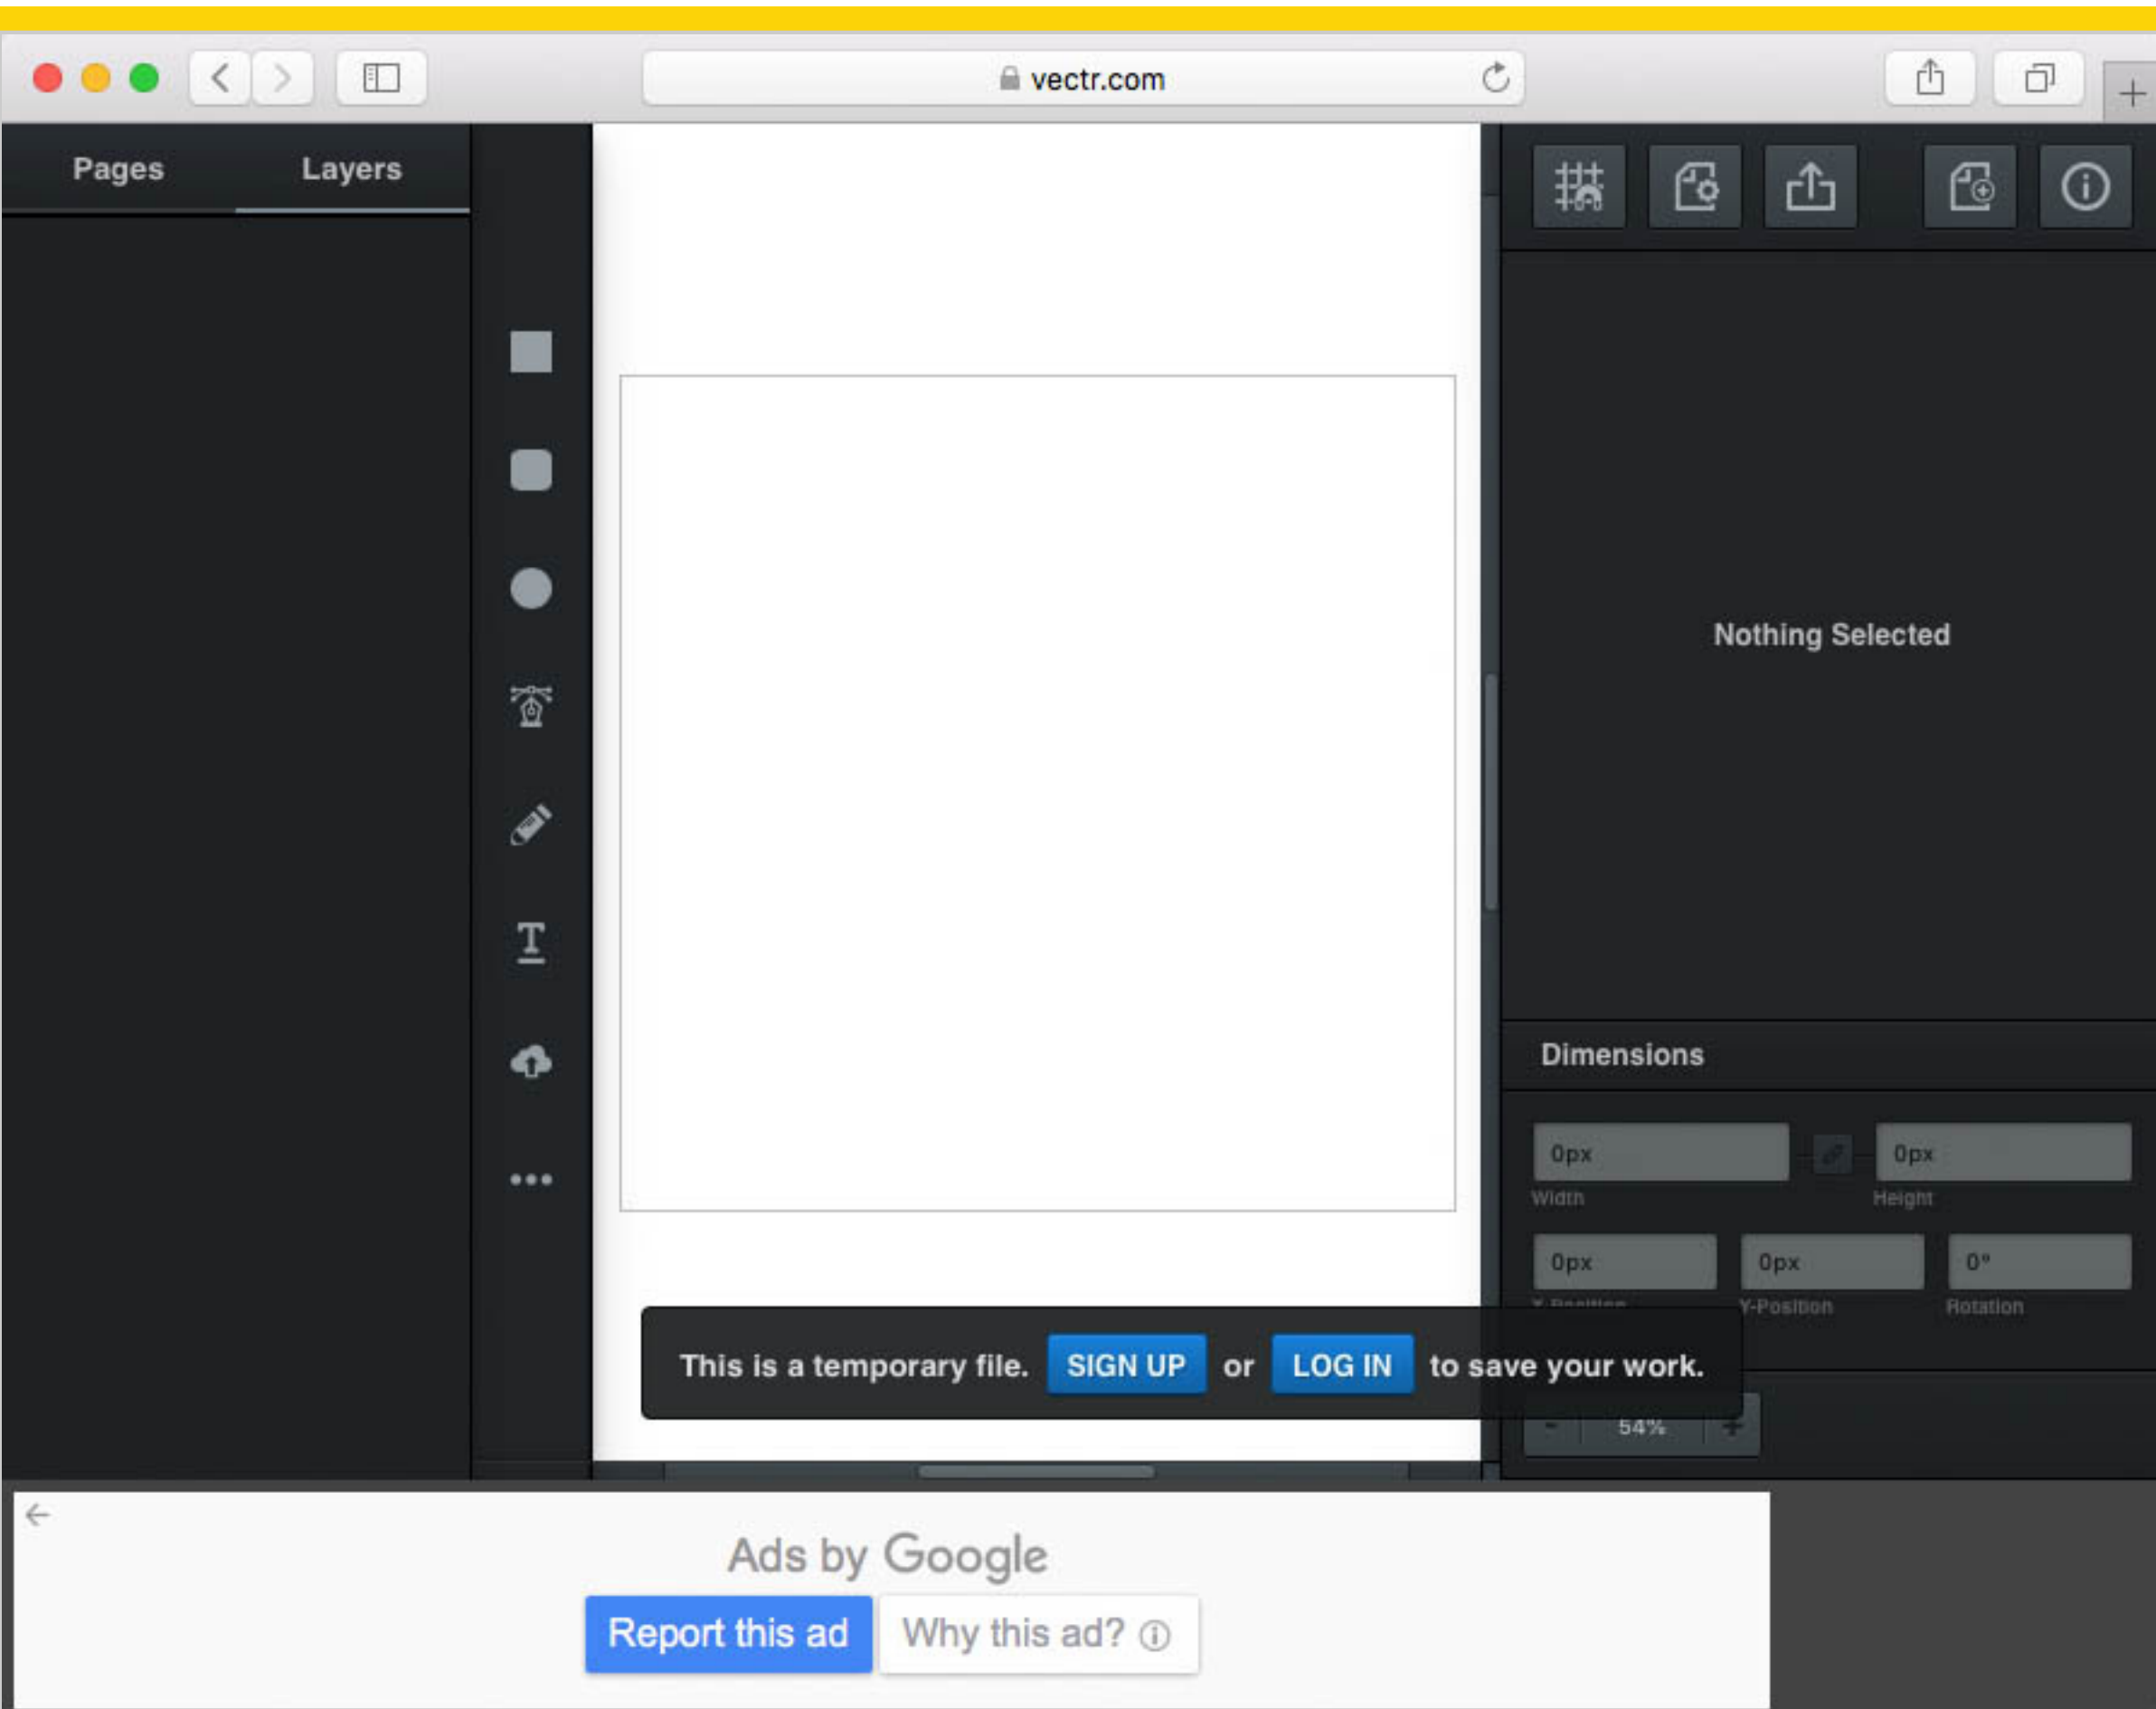 vectr.com
Pages Layers
Nothing Selected
Dimensions
0px 0px
Width Height
0px 0px 0°
X-Position Y-Position Rotation
This is a temporary file. SIGN UP or LOG IN to save your work.
- 54% +
Ads by Google
Report this ad Why this ad?